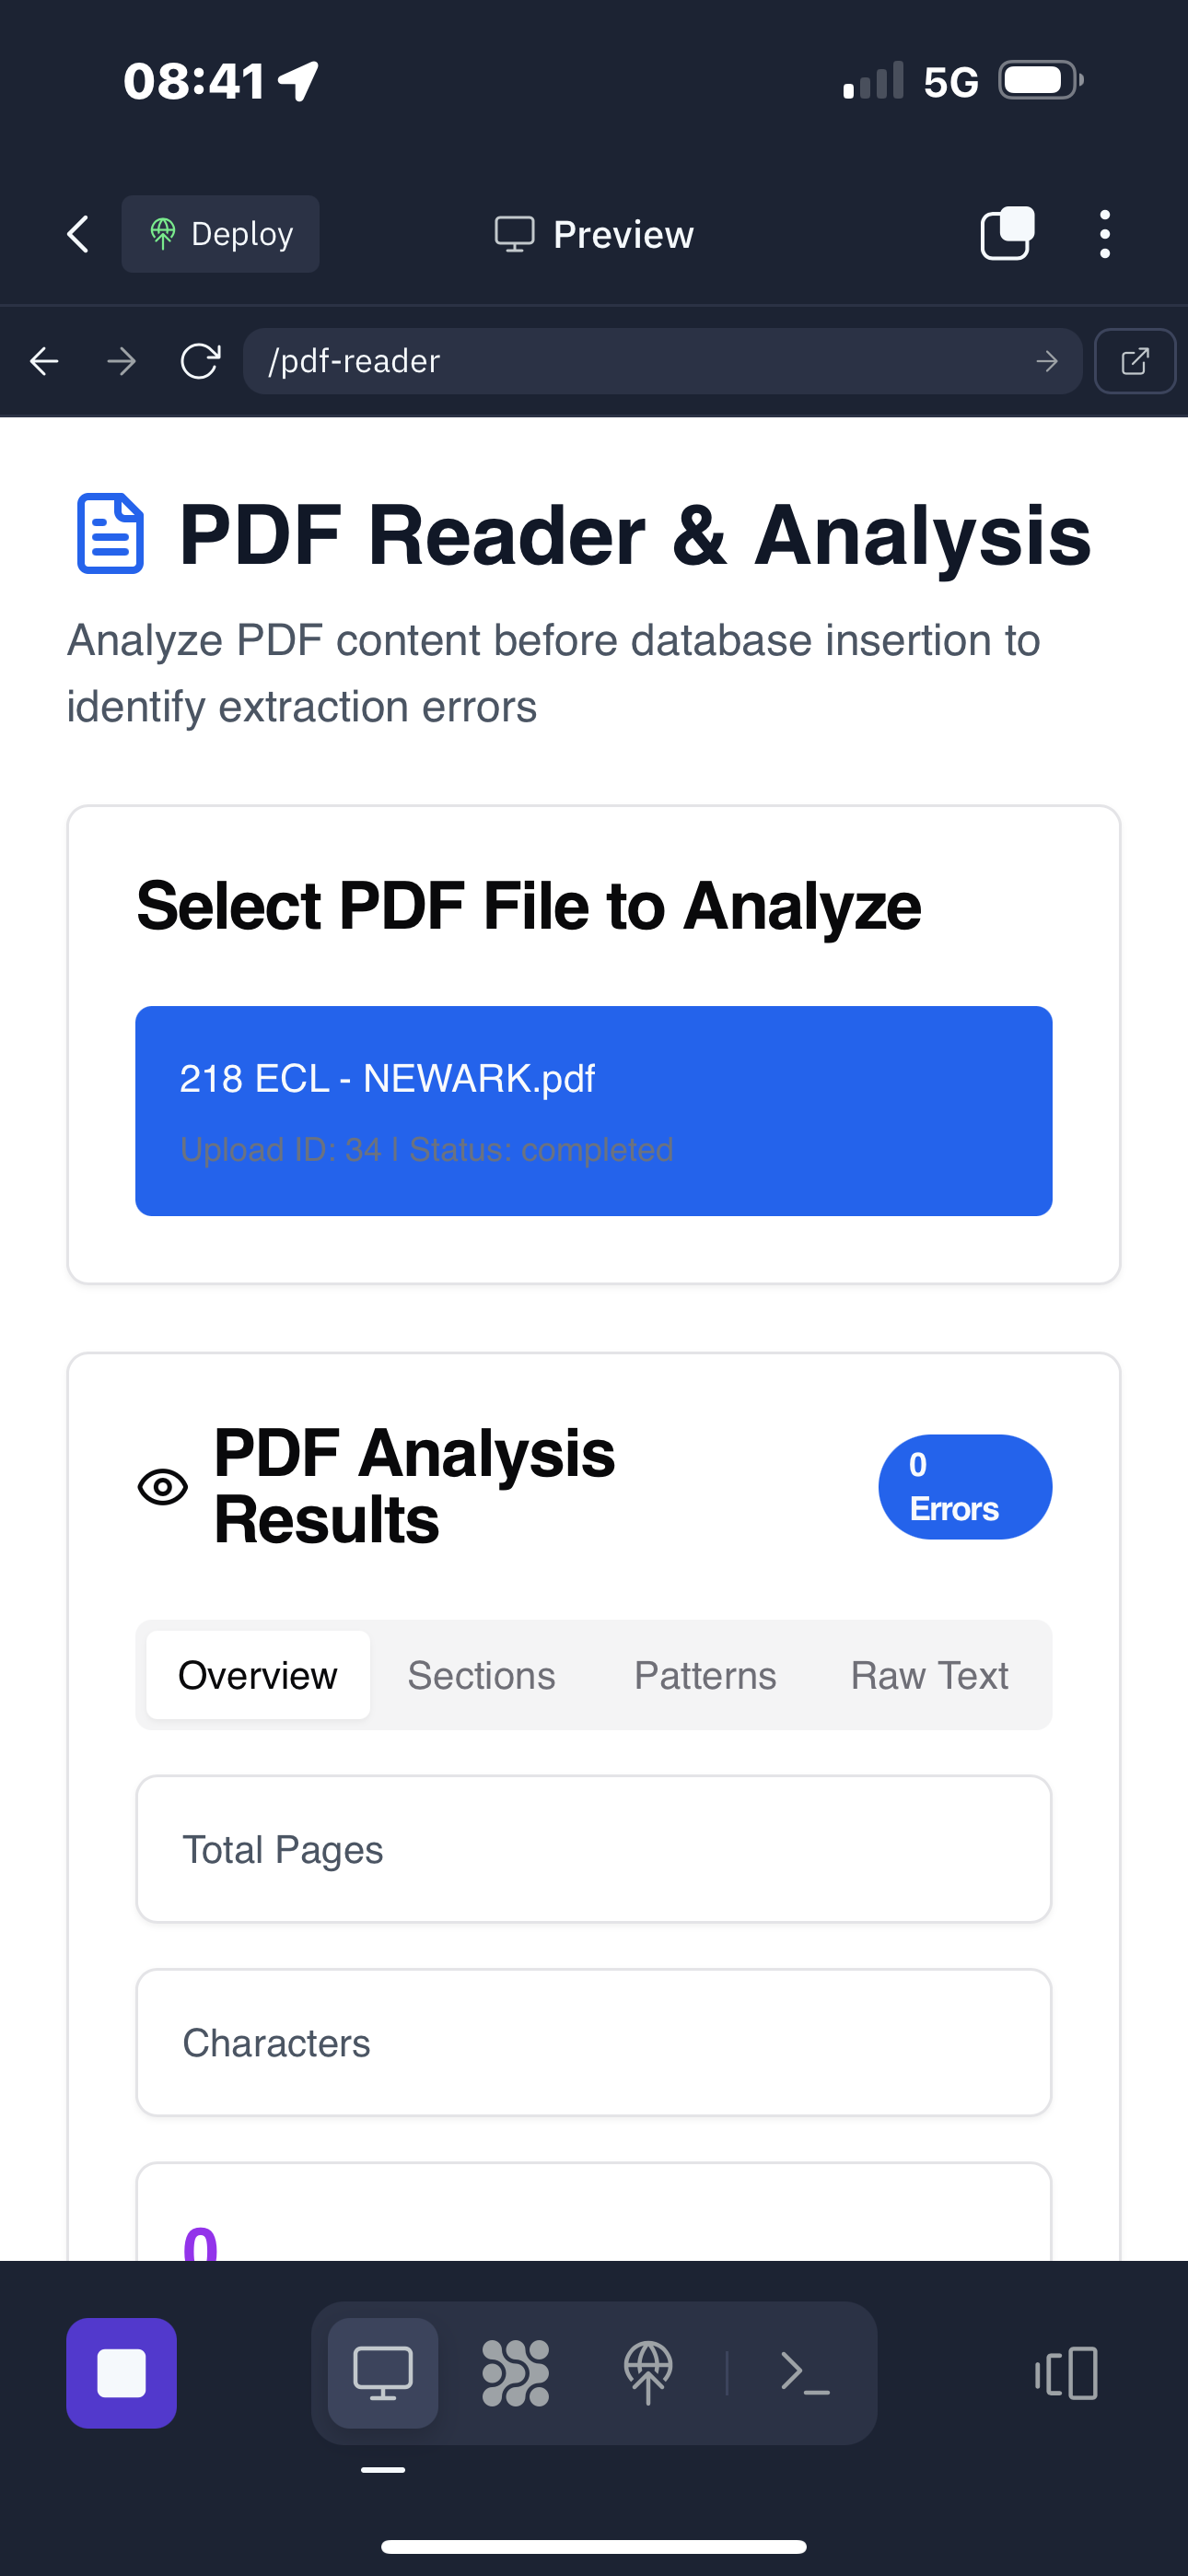 08:41
5G
Deploy
Preview
/pdf-reader
PDF Reader & Analysis
Analyze PDF content before database insertion to
identify extraction errors
Select PDF File to Analyze
218 ECL - NEWARK.pdf
Upload ID: 34 | Status: completed
PDF Analysis
Results
0
Errors
Overview
Sections
Patterns
Raw Text
Total Pages
Characters
0